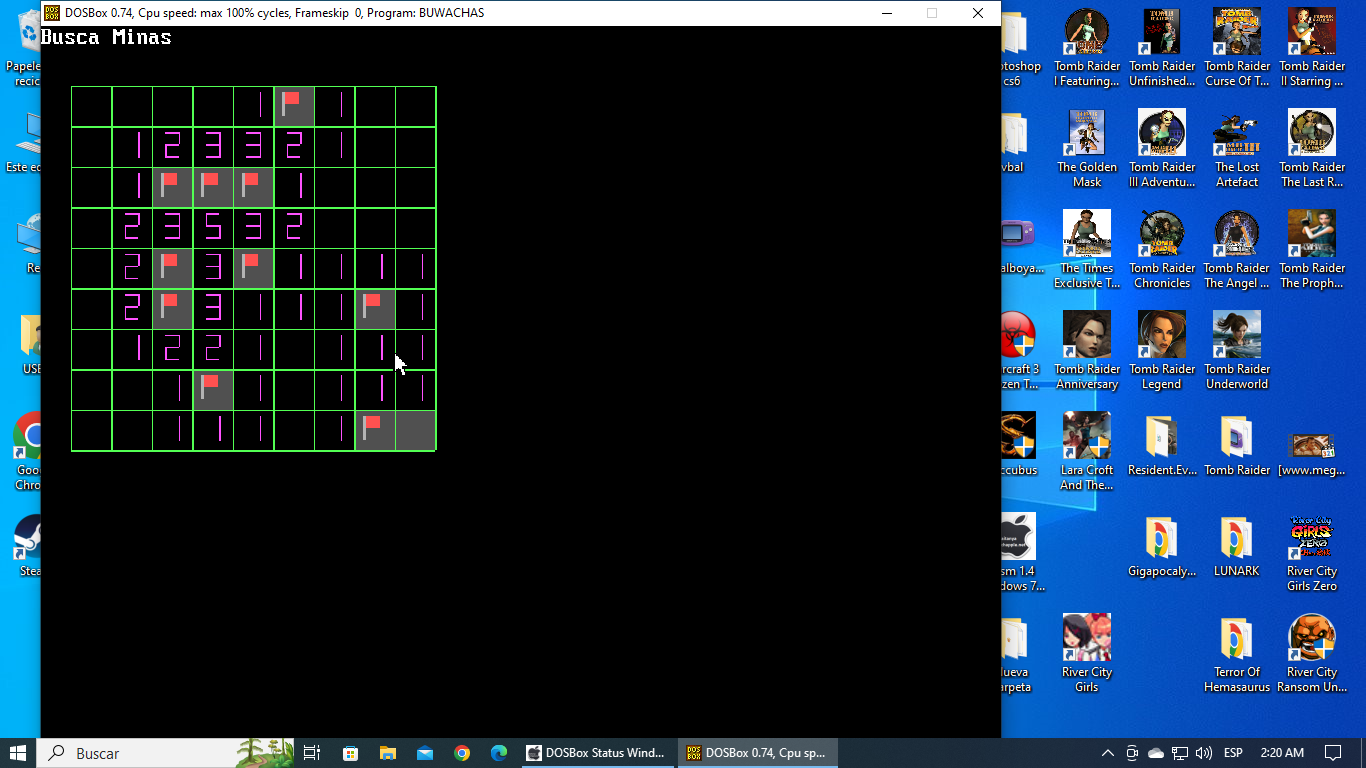 DOSBox 0.74, Cpu speed: max 100% cycles, Frameskip 0, Program: BUWACHAS
Busca Minas
1 1
1 2 3 3 2 1
1 1
2 3 5 3 2
2 3 1 1 1 1
2 3 1 1 1 1
1 2 2 1 1 1 1
1 1 1 1 1
1 1 1 1
Papele
recic
Este eq
Re
USB
Goo
Chro
Stea
otoshop
cs6
Tomb Raider
I Featuring...
Tomb Raider
Unfinished...
Tomb Raider
Curse Of T...
Tomb Raider
II Starring ...
vbal
The Golden
Mask
Tomb Raider
III Adventu...
The Lost
Artefact
Tomb Raider
The Last R...
alboya...
The Times
Exclusive T...
Tomb Raider
Chronicles
Tomb Raider
The Angel ...
Tomb Raider
The Proph...
rcraft 3
zen T...
Tomb Raider
Anniversary
Tomb Raider
Legend
Tomb Raider
Underworld
ccubus
Lara Croft
And The...
Resident.Ev...
Tomb Raider
[www.meg...
sm 1.4
dows 7...
Gigapocaly...
LUNARK
River City
Girls Zero
lueva
arpeta
River City
Girls
Terror Of
Hemasaurus
River City
Ransom Un...
Buscar
DOSBox Status Wind...
DOSBox 0.74, Cpu sp...
ESP
2:20 AM